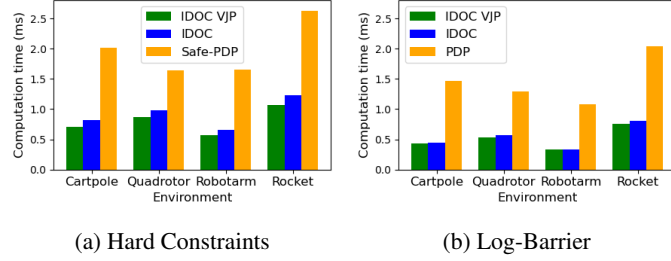 IDOC VJP
IDOC
Safe-PDP
Computation time (ms)
2.5
2.0
1.5
1.0
0.5
0.0
Cartpole Quadrotor Robotarm Rocket
Environment
(a) Hard Constraints
IDOC VJP
IDOC
PDP
Computation time (ms)
2.5
2.0
1.5
1.0
0.5
0.0
Cartpole Quadrotor Robotarm Rocket
Environment
(b) Log-Barrier